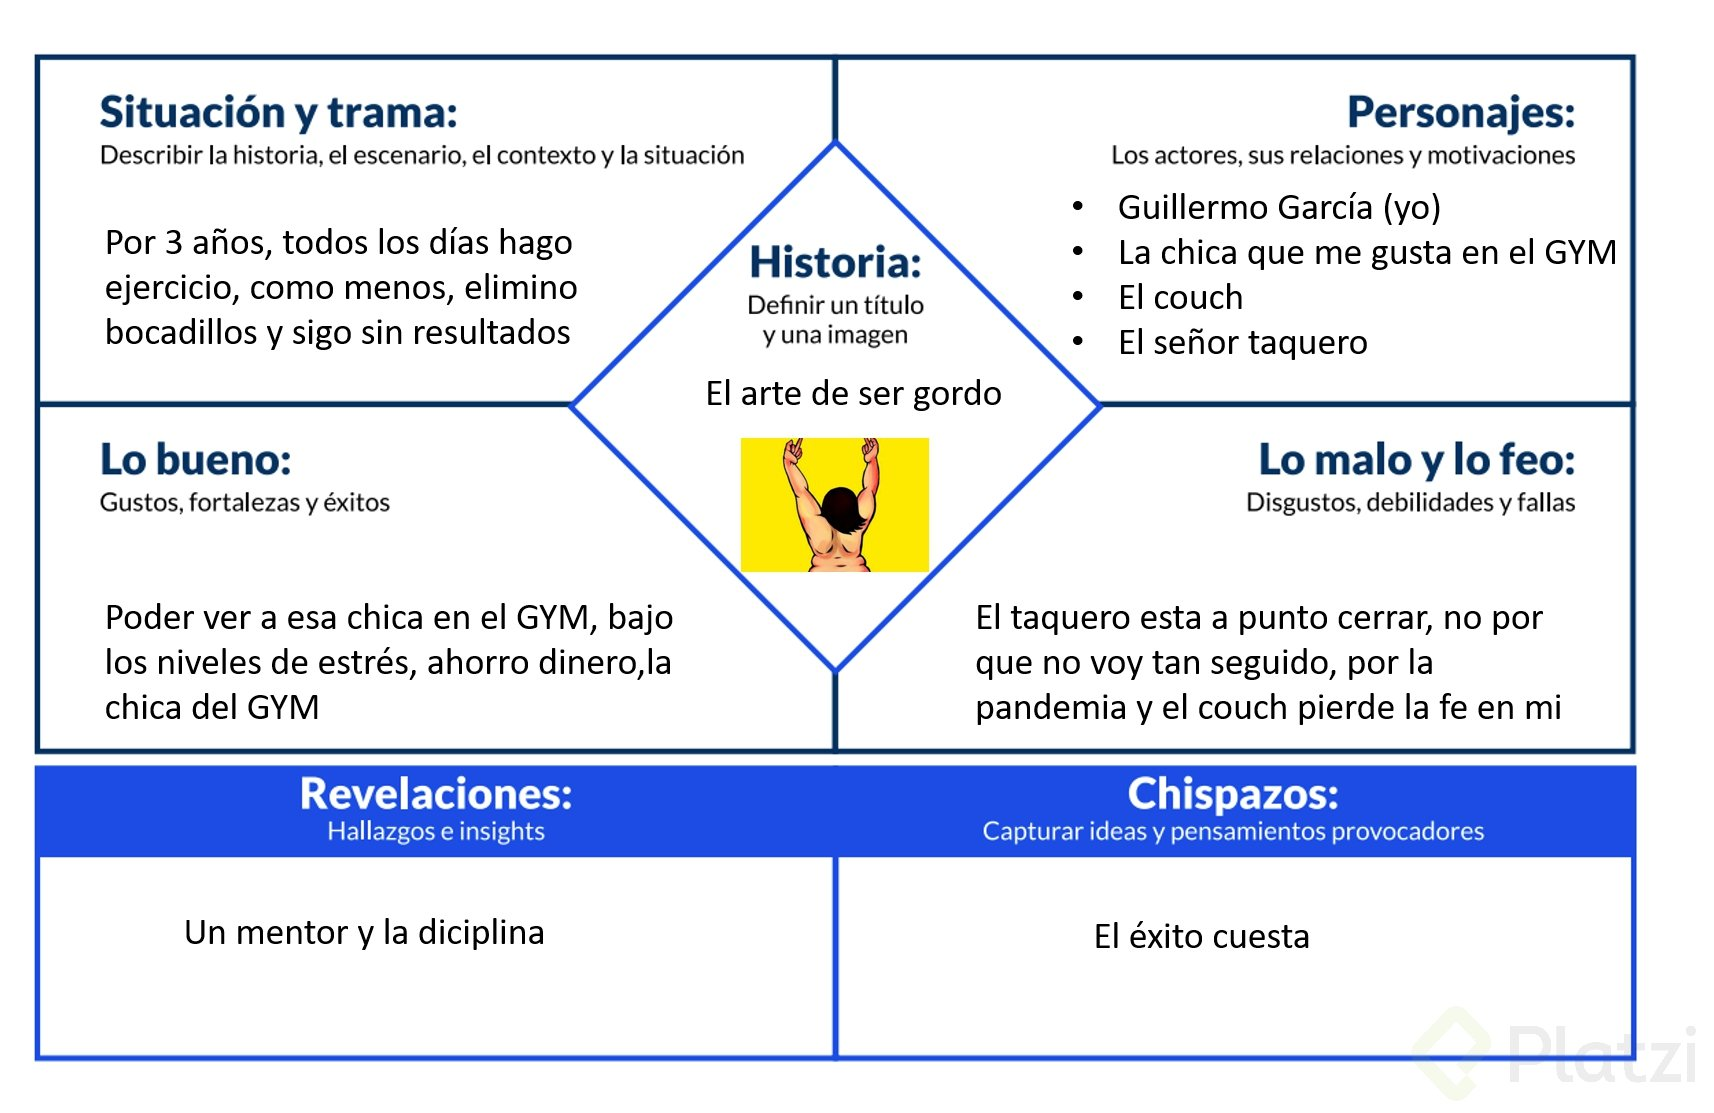 Situación y trama:
Describir la historia, el escenario, el contexto y la situación
Por 3 años, todos los días hago
ejercicio, como menos, elimino
bocadillos y sigo sin resultados
Personajes:
Los actores, sus relaciones y motivaciones
• Guillermo García (yo)
• La chica que me gusta en el GYM
• El couch
• El señor taquero
Historia:
Definir un título
y una imagen
El arte de ser gordo
Lo bueno:
Gustos, fortalezas y éxitos
Poder ver a esa chica en el GYM, bajo
los niveles de estrés, ahorro dinero,la
chica del GYM
Lo malo y lo feo:
Disgustos, debilidades y fallas
El taquero esta a punto cerrar, no por
que no voy tan seguido, por la
pandemia y el couch pierde la fe en mi
Revelaciones:
Hallazgos e insights
Un mentor y la diciplina
Chispazos:
Capturar ideas y pensamientos provocadores
El éxito cuesta
Platzi